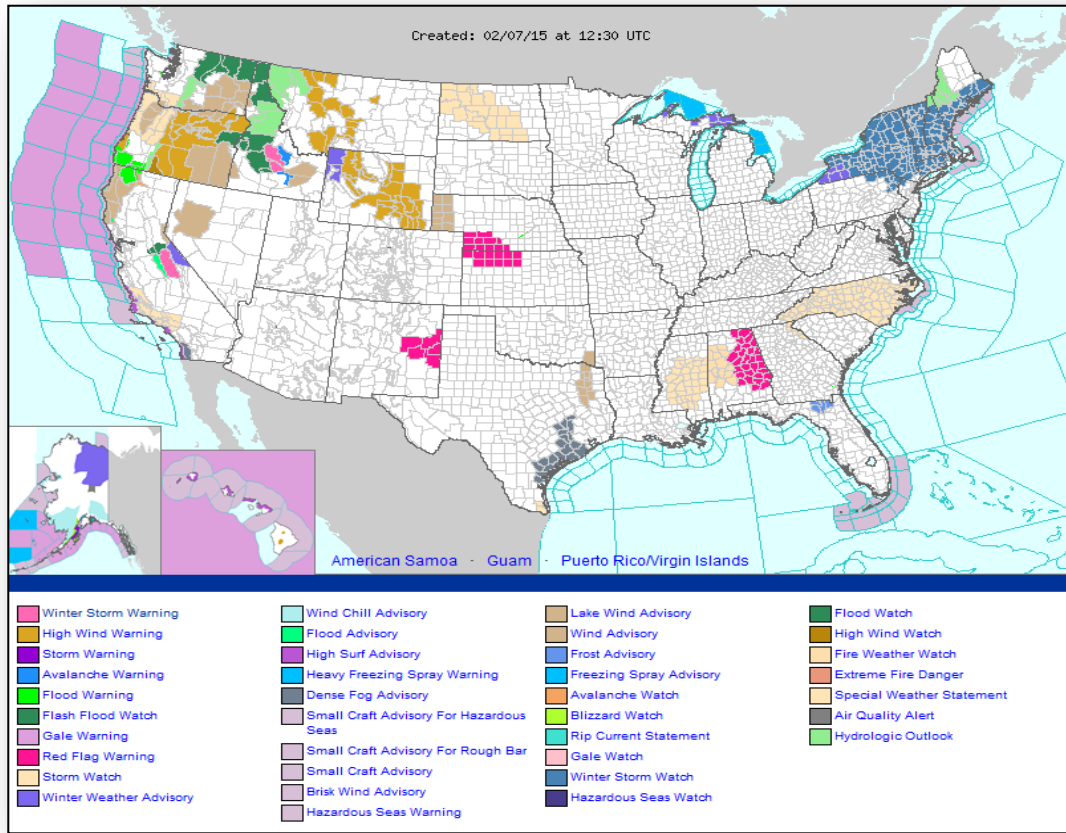 Created: 02/07/15 at 12:30 UTC
American Samoa - Guam - Puerto Rico/Virgin Islands
Winter Storm Warning
High Wind Warning
Storm Warning
Avalanche Warning
Flood Warning
Flash Flood Watch
Gale Warning
Red Flag Warning
Storm Watch
Winter Weather Advisory
Wind Chill Advisory
Flood Advisory
High Surf Advisory
Heavy Freezing Spray Warning
Dense Fog Advisory
Small Craft Advisory For Hazardous
Seas
Small Craft Advisory For Rough Bar
Small Craft Advisory
Brisk Wind Advisory
Hazardous Seas Warning
Lake Wind Advisory
Wind Advisory
Frost Advisory
Freezing Spray Advisory
Avalanche Watch
Blizzard Watch
Rip Current Statement
Gale Watch
Winter Storm Watch
Hazardous Seas Watch
Flood Watch
High Wind Watch
Fire Weather Watch
Extreme Fire Danger
Special Weather Statement
Air Quality Alert
Hydrologic Outlook